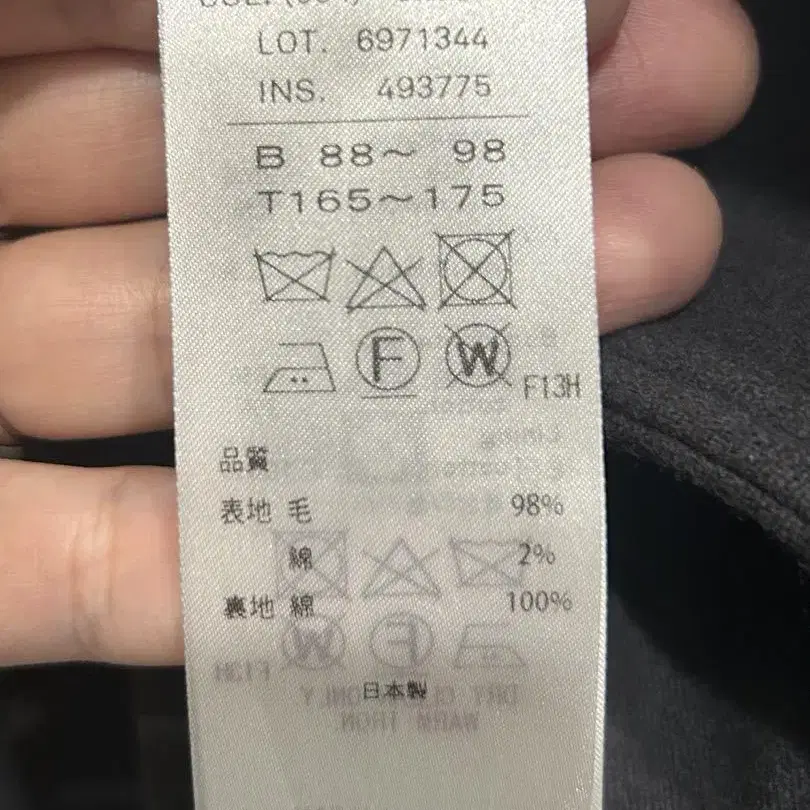 LOT. 6971344
INS. 493775
B 88～ 98
T165～175
F W F13H
品質
表地 毛 98%
綿 2%
裏地 綿 100%
日本製